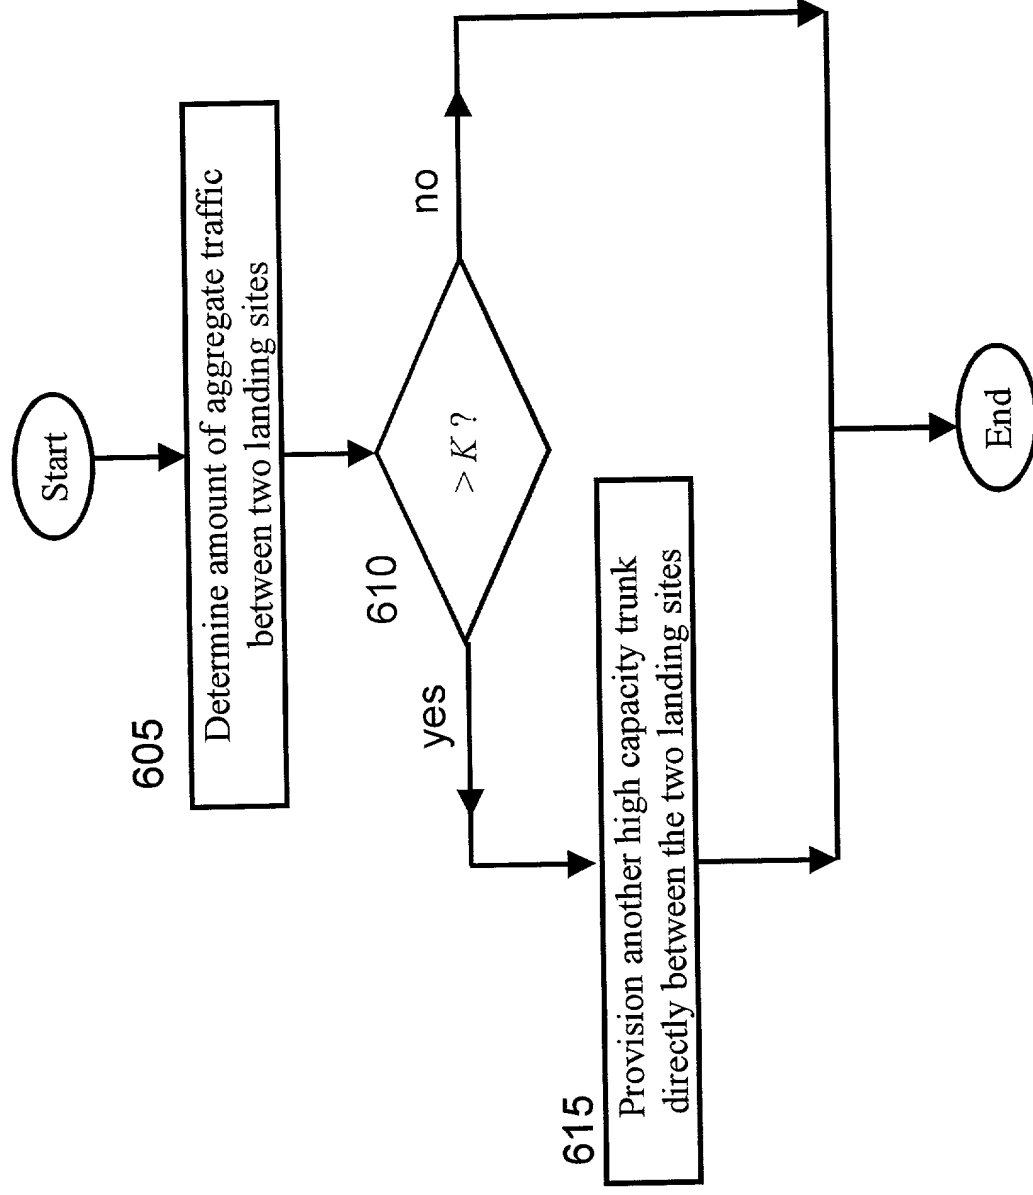 Start
605
Determine amount of aggregate traffic
between two landing sites
610
> K ?
yes
no
615
Provision another high capacity trunk
directly between the two landing sites
End